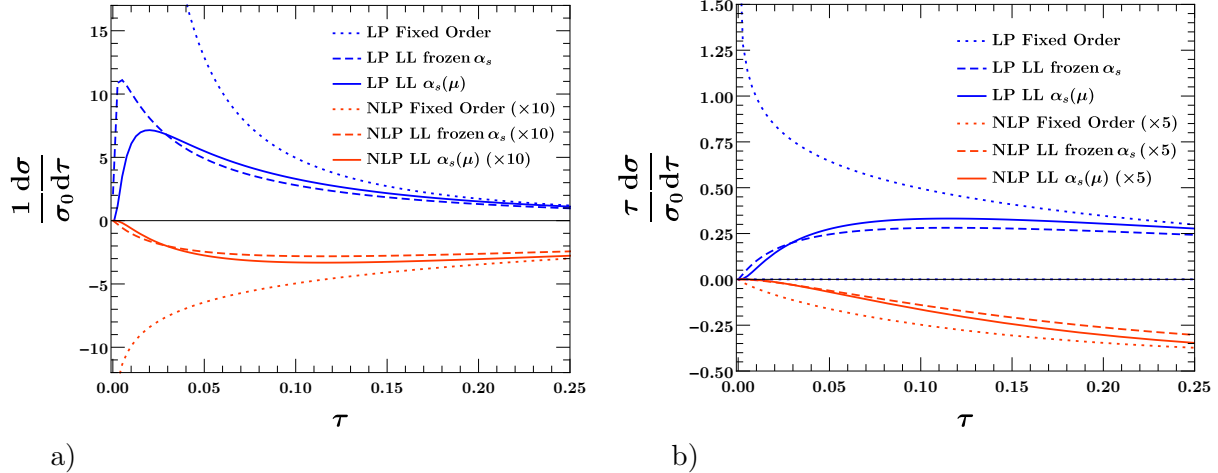 LP Fixed Order
LP LL frozen αs
LP LL αs(μ)
NLP Fixed Order (×10)
NLP LL frozen αs (×10)
NLP LL αs(μ) (×10)
15
10
5
0
−5
−10
0.00 0.05 0.10 0.15 0.20 0.25
1 dσ
σ0 dτ
τ
a)
LP Fixed Order
LP LL frozen αs
LP LL αs(μ)
NLP Fixed Order (×5)
NLP LL frozen αs (×5)
NLP LL αs(μ) (×5)
1.50
1.25
1.00
0.75
0.50
0.25
0.00
−0.25
−0.50
0.00 0.05 0.10 0.15 0.20 0.25
τ dσ
σ0 dτ
τ
b)